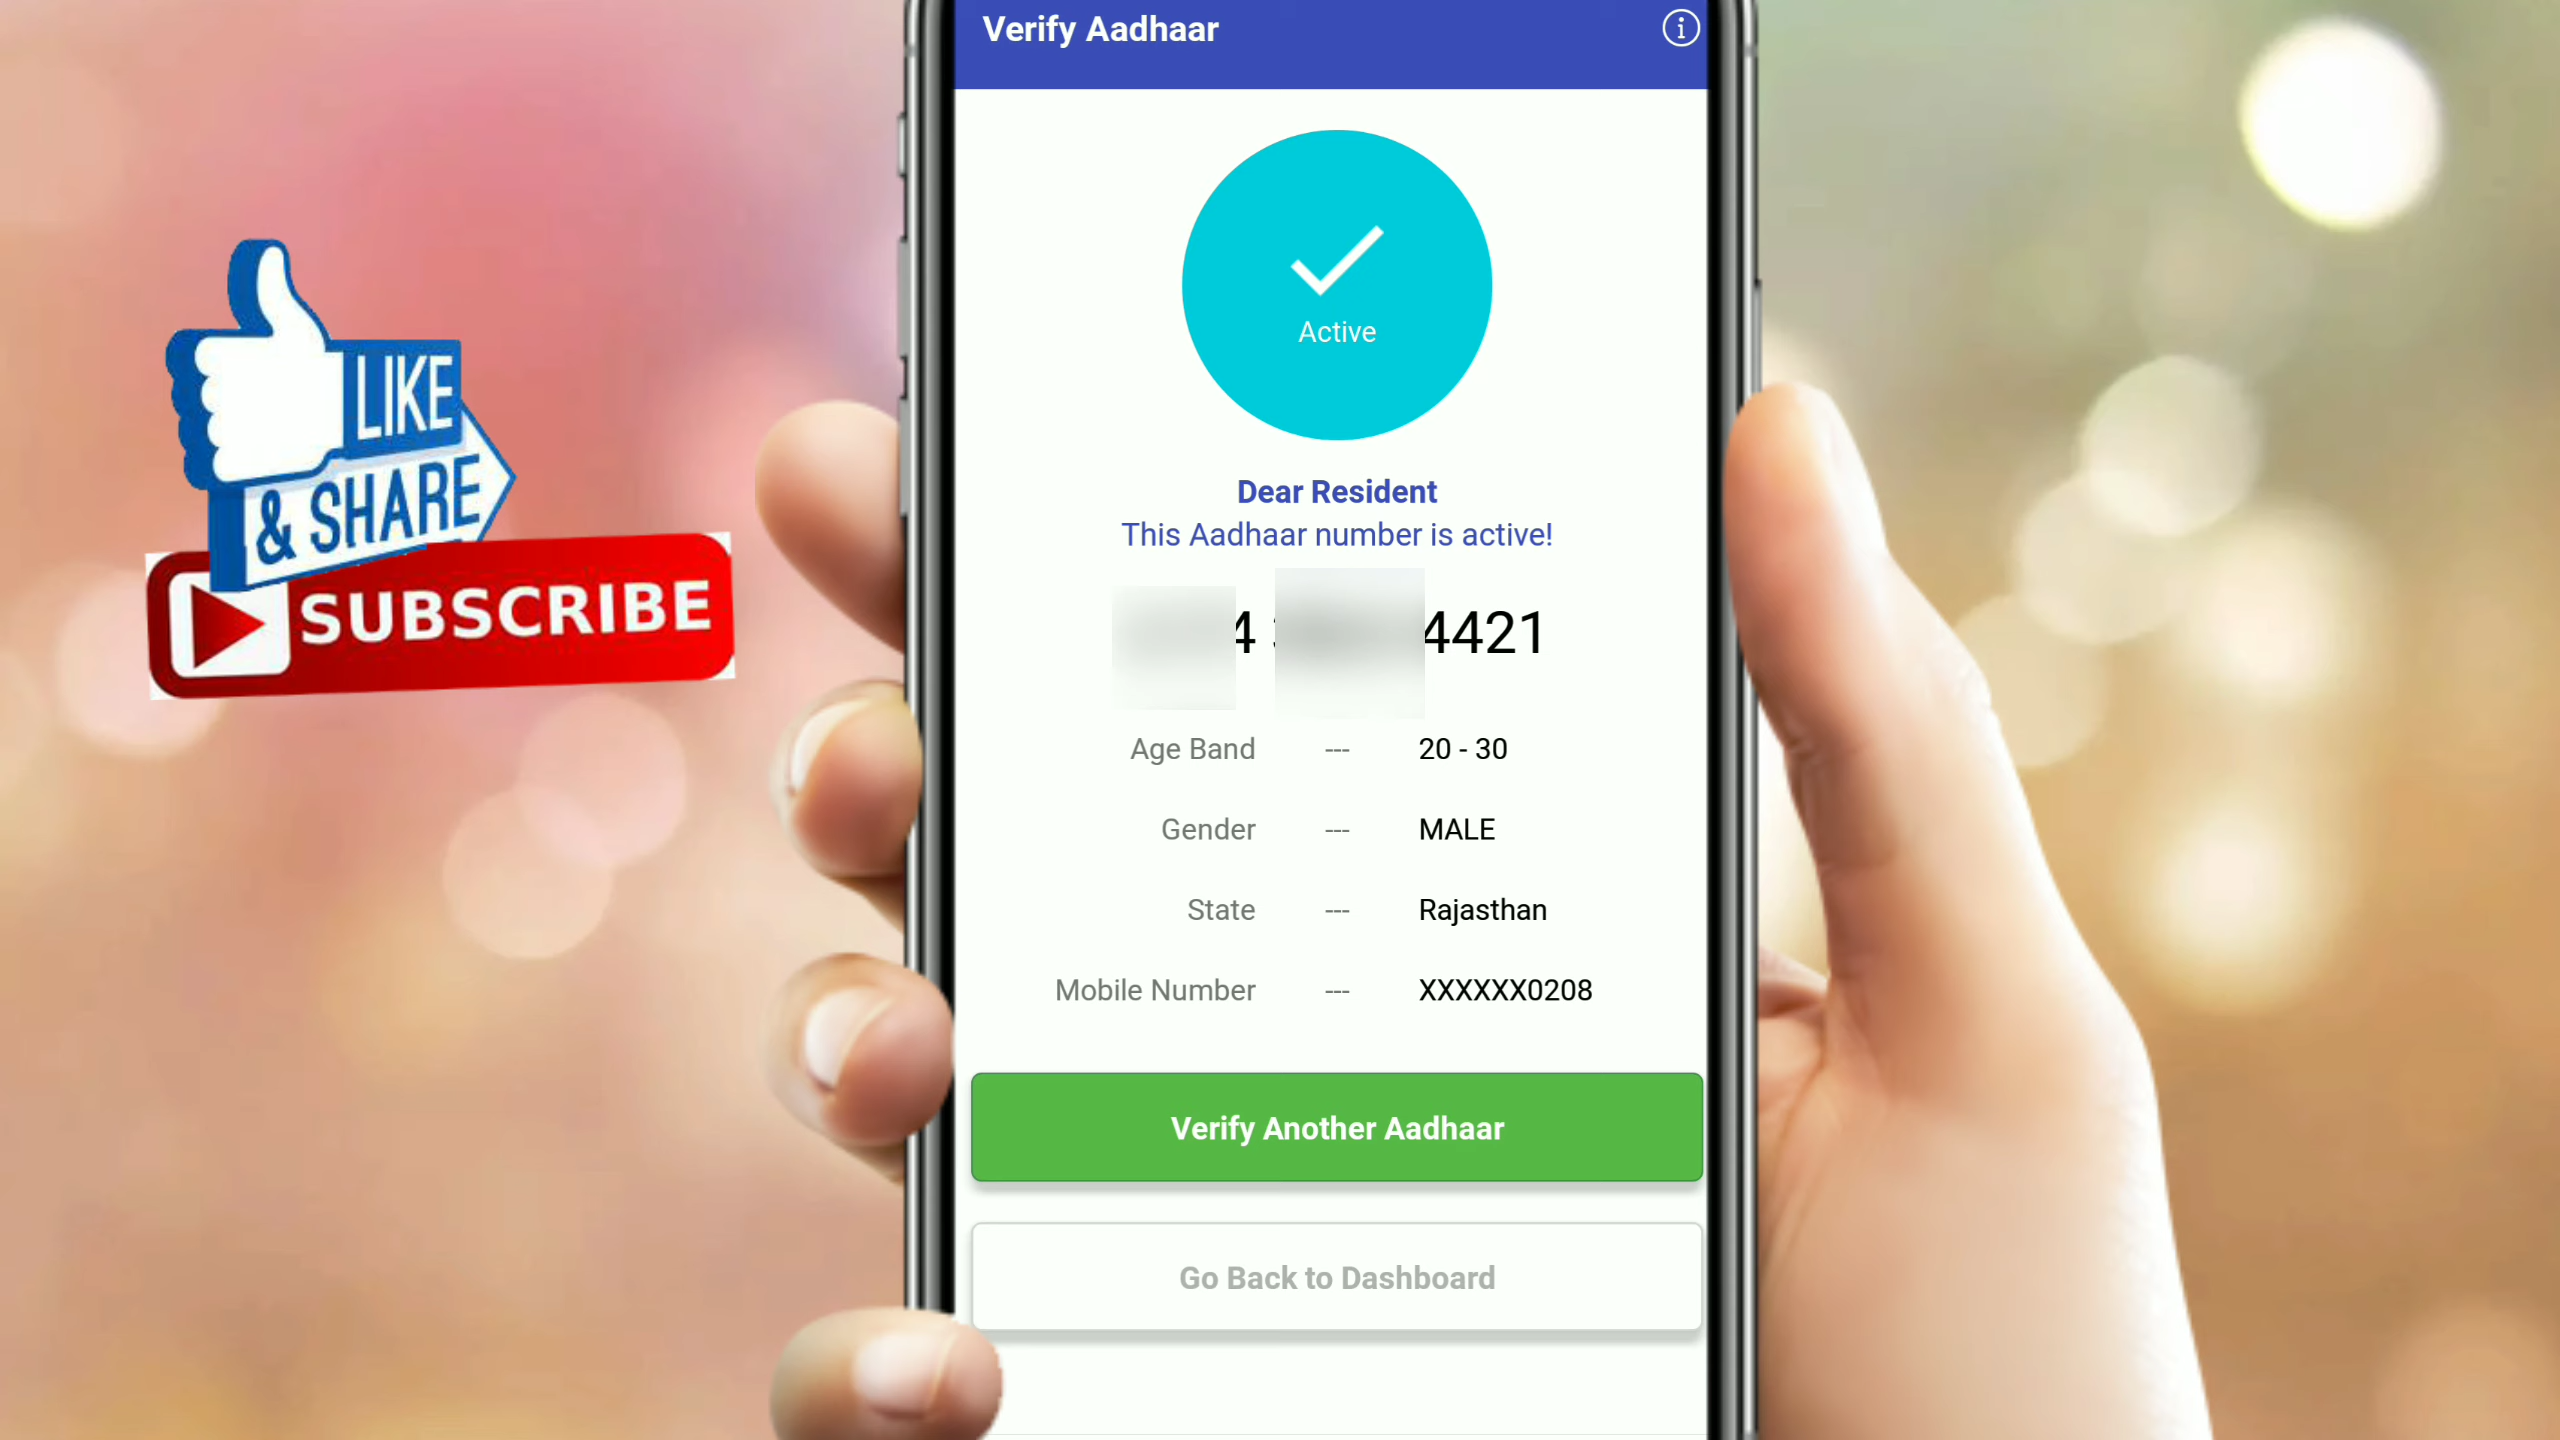 Verify Aadhaar
LIKE
& SHARE
SUBSCRIBE
Active
Dear Resident
This Aadhaar number is active!
4 4421
Age Band --- 20 - 30
Gender --- MALE
State --- Rajasthan
Mobile Number --- XXXXXX0208
Verify Another Aadhaar
Go Back to Dashboard